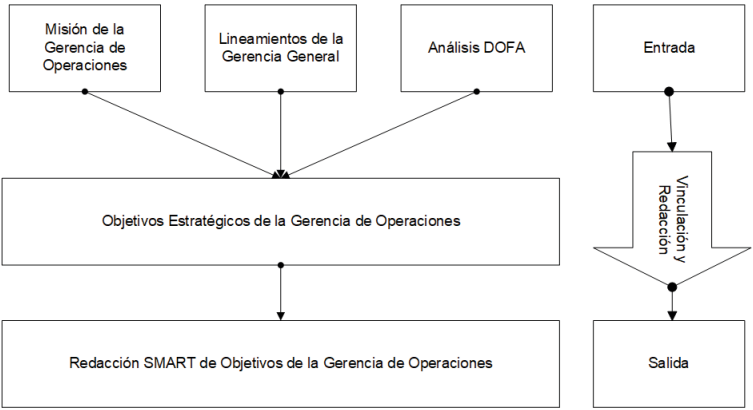 Misión de la
Gerencia de
Operaciones
Lineamientos de la
Gerencia General
Análisis DOFA
Entrada
Vinculación y
Redacción
Objetivos Estratégicos de la Gerencia de Operaciones
Redacción SMART de Objetivos de la Gerencia de Operaciones
Salida